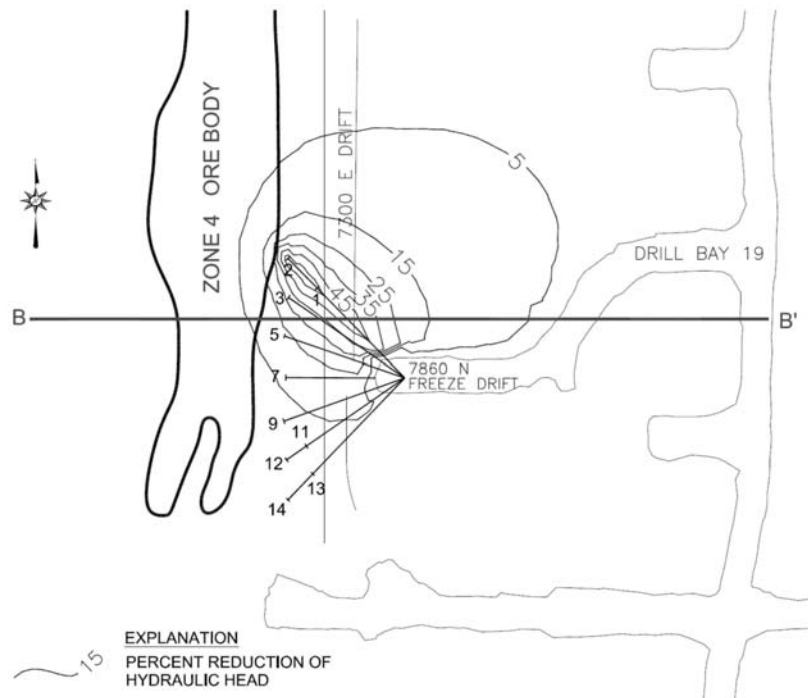 ZONE 4 ORE BODY
7300 E DRIFT
5
15
25
35
45
DRILL BAY 19
2
1
3
B
B'
5
7
7860 N
FREEZE DRIFT
9
11
12
13
14
EXPLANATION
15
PERCENT REDUCTION OF
HYDRAULIC HEAD